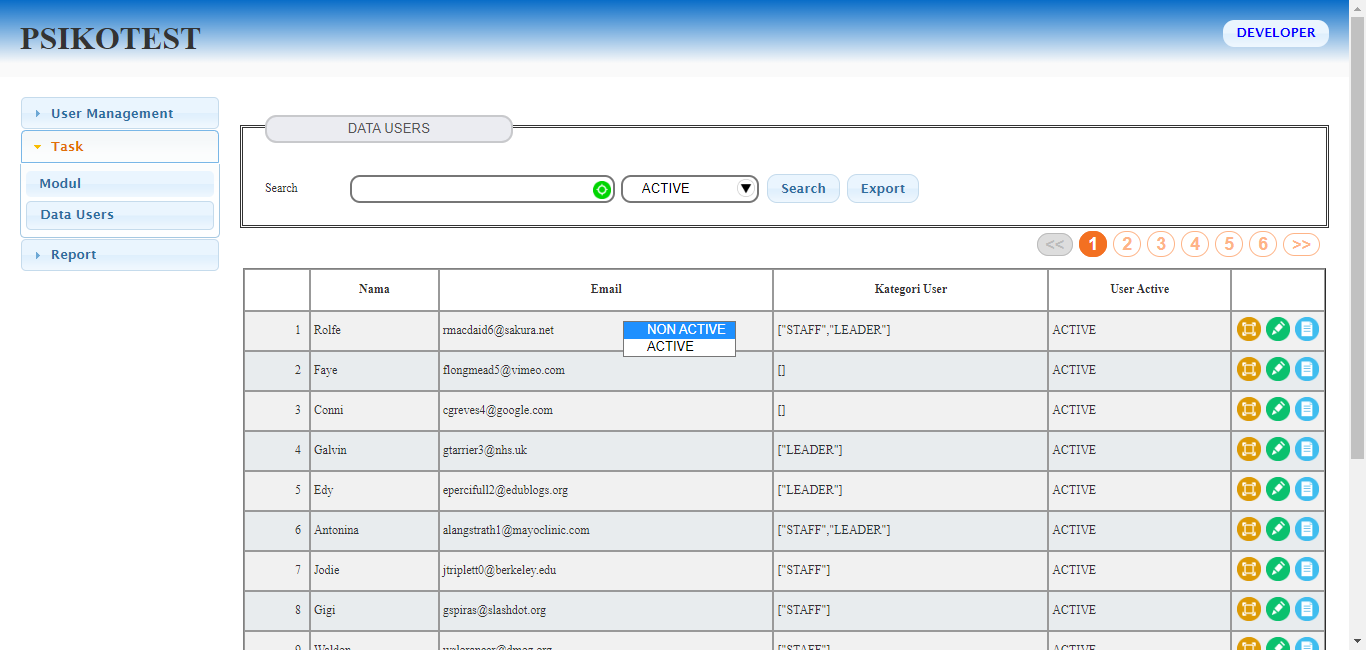 PSIKOTEST
DEVELOPER
User Management
Task
Modul
Data Users
Report
DATA USERS
Search
ACTIVE
Search
Export
<< 1 2 3 4 5 6 >>
Nama Email Kategori User User Active
1 Rolfe rmacdaid6@sakura.net ["STAFF","LEADER"] ACTIVE
NON ACTIVE
ACTIVE
2 Faye flongmead5@vimeo.com [] ACTIVE
3 Conni cgreves4@google.com [] ACTIVE
4 Galvin gtarrier3@nhs.uk ["LEADER"] ACTIVE
5 Edy epercifull2@edublogs.org ["LEADER"] ACTIVE
6 Antonina alangstrath1@mayoclinic.com ["STAFF","LEADER"] ACTIVE
7 Jodie jtriplett0@berkeley.edu ["STAFF"] ACTIVE
8 Gigi gspiras@slashdot.org ["STAFF"] ACTIVE
9 ["STAFF"] ACTIVE